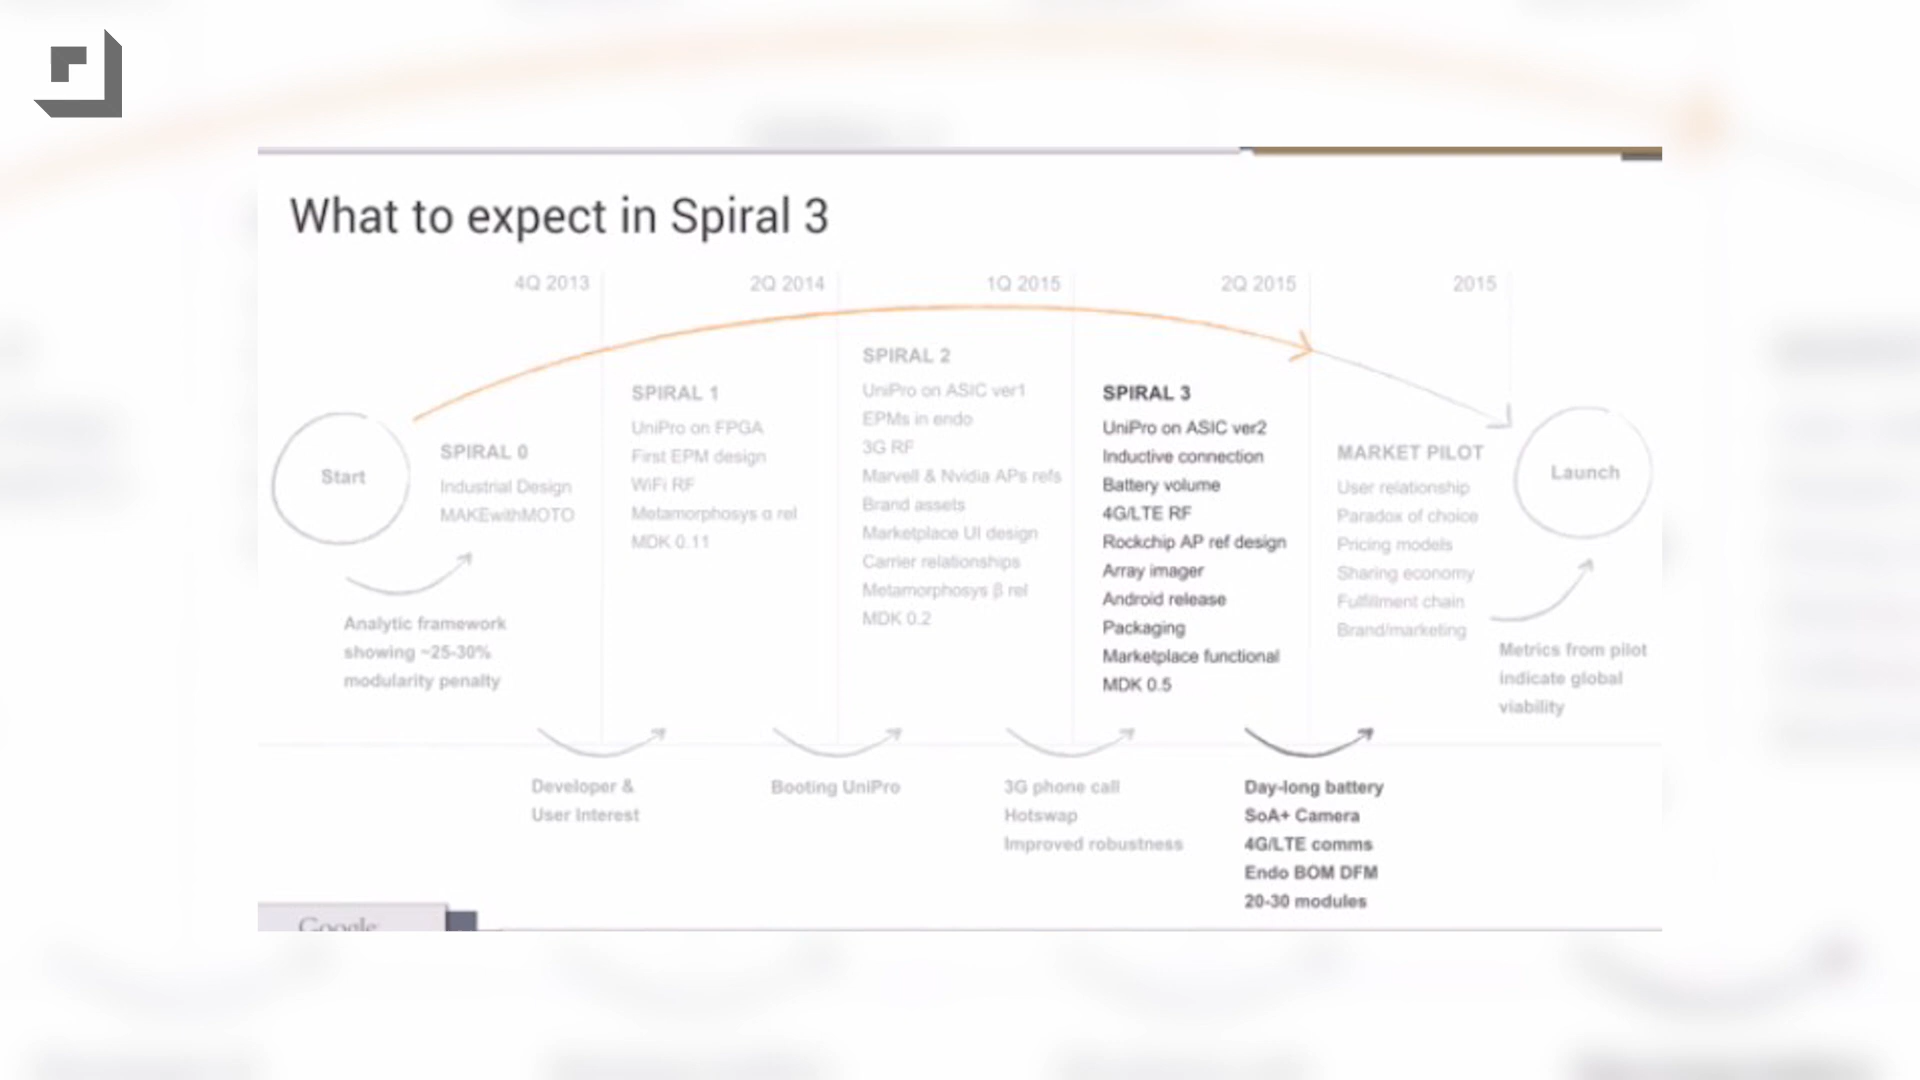 What to expect in Spiral 3
4Q 2013
2Q 2014
1Q 2015
2Q 2015
2015
Start
SPIRAL 0
Industrial Design
MAKEwithMOTO
Analytic framework
showing ~25-30%
modularity penalty
SPIRAL 1
UniPro on FPGA
First EPM design
WiFi RF
Metamorphosys α rel
MDK 0.11
SPIRAL 2
UniPro on ASIC ver1
EPMs in endo
3G RF
Marvell & Nvidia APs refs
Brand assets
Marketplace UI design
Carrier relationships
Metamorphosys β rel
MDK 0.2
SPIRAL 3
UniPro on ASIC ver2
Inductive connection
Battery volume
4G/LTE RF
Rockchip AP ref design
Array imager
Android release
Packaging
Marketplace functional
MDK 0.5
MARKET PILOT
User relationship
Paradox of choice
Pricing models
Sharing economy
Fulfillment chain
Brand/marketing
Launch
Metrics from pilot
indicate global
viability
Developer &
User Interest
Booting UniPro
3G phone call
Hotswap
Improved robustness
Day-long battery
SoA+ Camera
4G/LTE comms
Endo BOM DFM
20-30 modules
Google